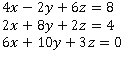 4x − 2y + 6z = 8
2x + 8y + 2z = 4
6x + 10y + 3z = 0